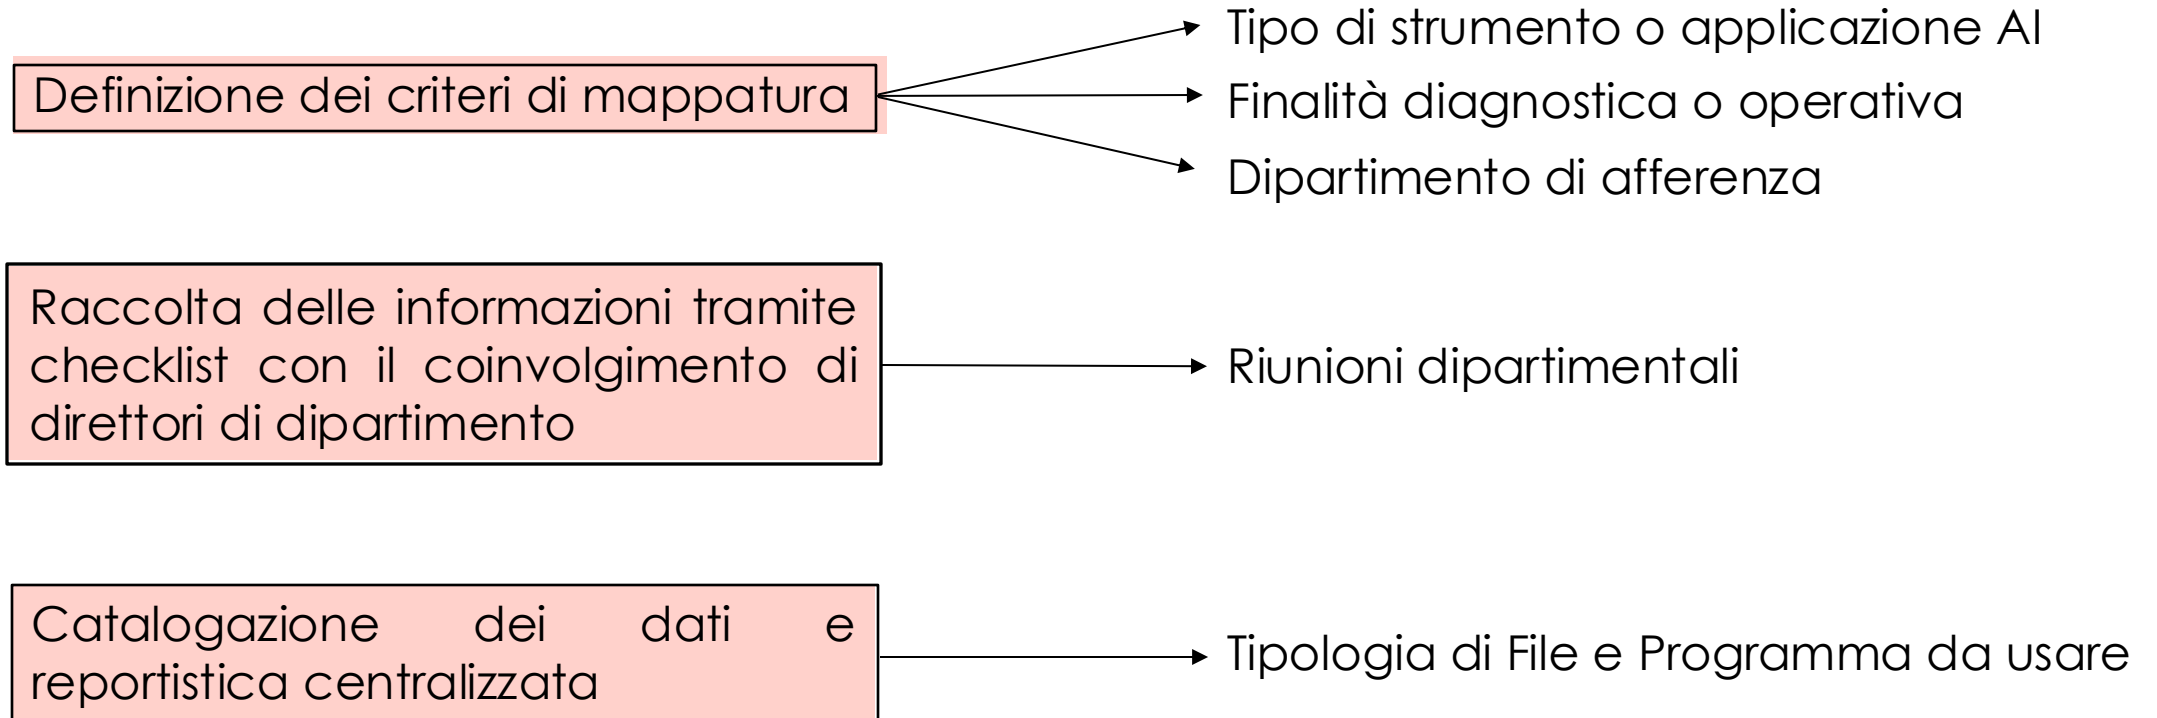 Definizione dei criteri di mappatura
Tipo di strumento o applicazione AI
Finalità diagnostica o operativa
Dipartimento di afferenza
Raccolta delle informazioni tramite
checklist con il coinvolgimento di
direttori di dipartimento
Riunioni dipartimentali
Catalogazione dei dati e
reportistica centralizzata
Tipologia di File e Programma da usare